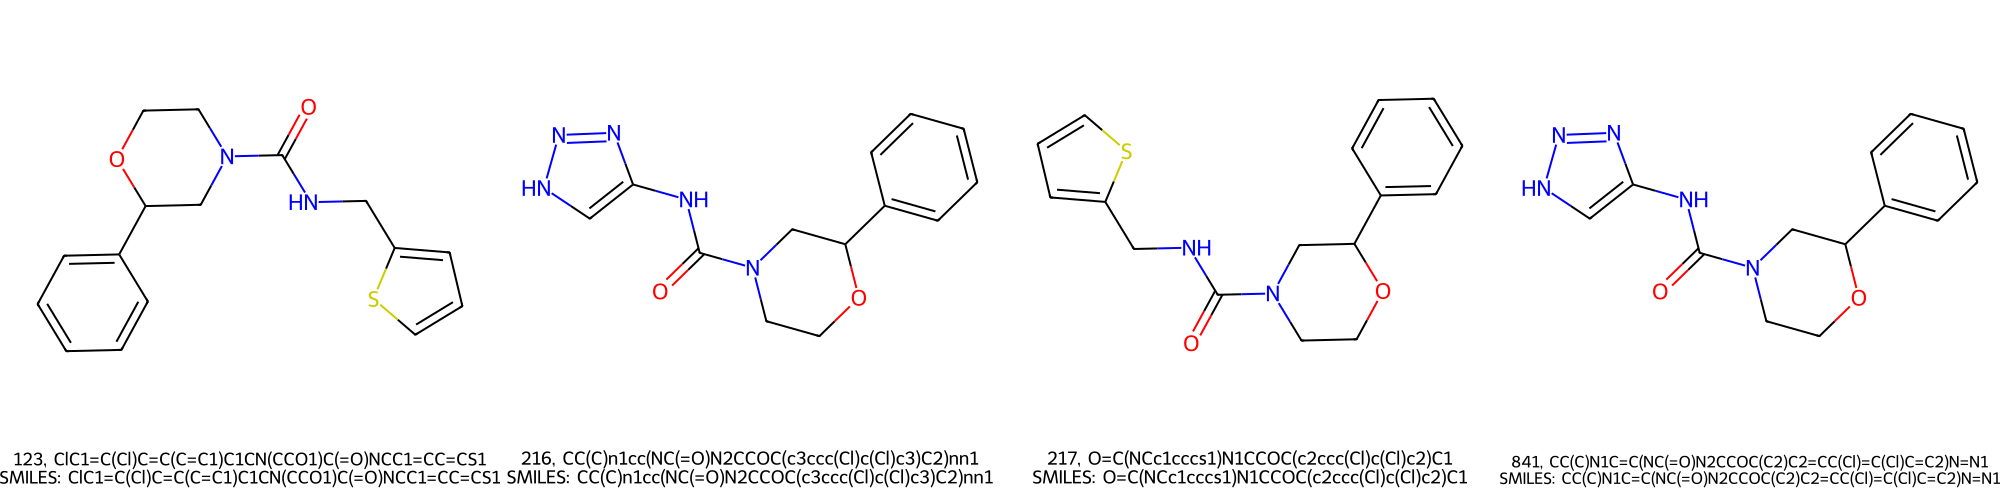 O
O
N
HN
S
N
N
HN
NH
O
N
O
S
NH
O
N
O
N
N
HN
NH
O
N
O
123, ClC1=C(Cl)C=C(C=C1)C1CN(CCO1)C(=O)NCC1=CC=CS1
SMILES: ClC1=C(Cl)C=C(C=C1)C1CN(CCO1)C(=O)NCC1=CC=CS1
216, CC(C)n1cc(NC(=O)N2CCOC(c3ccc(Cl)c(Cl)c3)C2)nn1
SMILES: CC(C)n1cc(NC(=O)N2CCOC(c3ccc(Cl)c(Cl)c3)C2)nn1
217, O=C(NCc1cccs1)N1CCOC(c2ccc(Cl)c(Cl)c2)C1
SMILES: O=C(NCc1cccs1)N1CCOC(c2ccc(Cl)c(Cl)c2)C1
841, CC(C)N1C=C(NC(=O)N2CCOC(C2)C2=CC(Cl)=C(Cl)C=C2)N=N1
SMILES: CC(C)N1C=C(NC(=O)N2CCOC(C2)C2=CC(Cl)=C(Cl)C=C2)N=N1